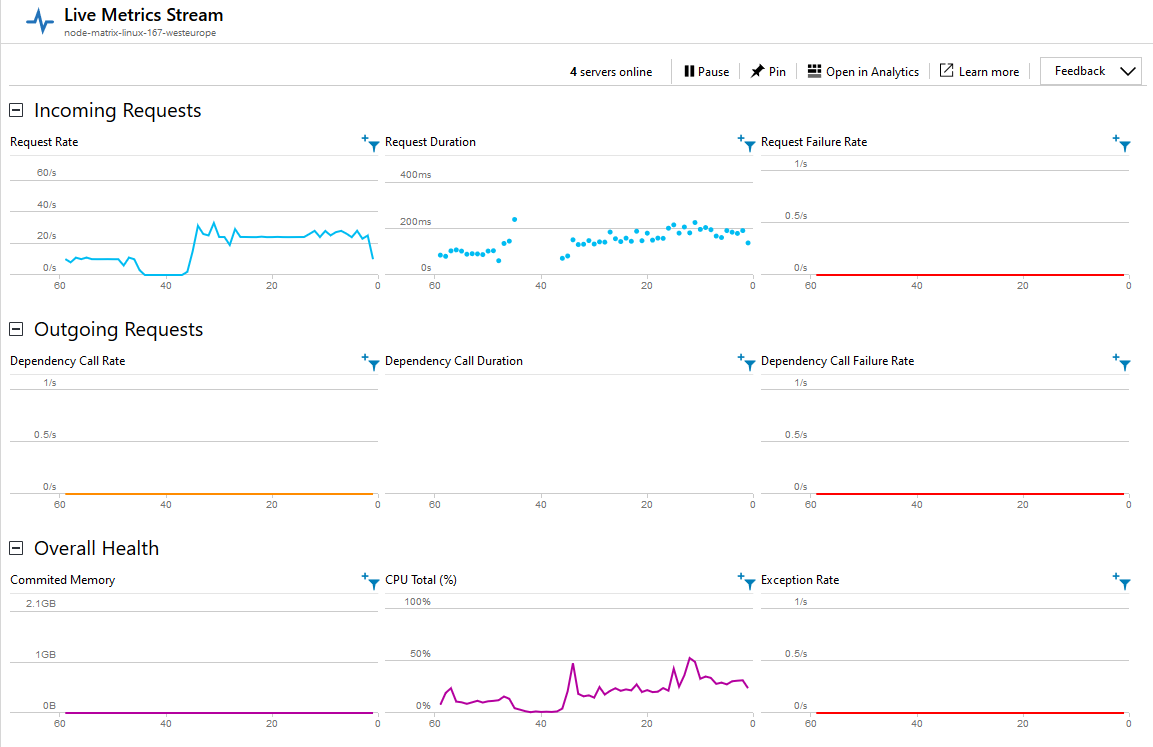 Live Metrics Stream
node-matrix-linux-167-westeurope
4 servers online Pause Pin Open in Analytics Learn more Feedback
Incoming Requests
Request Rate Request Duration Request Failure Rate
60/s 400ms 1/s
40/s
20/s 200ms 0.5/s
0/s 0s 0/s
60 40 20 0 60 40 20 0 60 40 20 0
Outgoing Requests
Dependency Call Rate Dependency Call Duration Dependency Call Failure Rate
1/s 1/s
0.5/s 0.5/s
0/s 0/s
60 40 20 0 60 40 20 0 60 40 20 0
Overall Health
Commited Memory CPU Total (%) Exception Rate
2.1GB 100% 1/s
1GB 50% 0.5/s
0B 0% 0/s
60 40 20 0 60 40 20 0 60 40 20 0